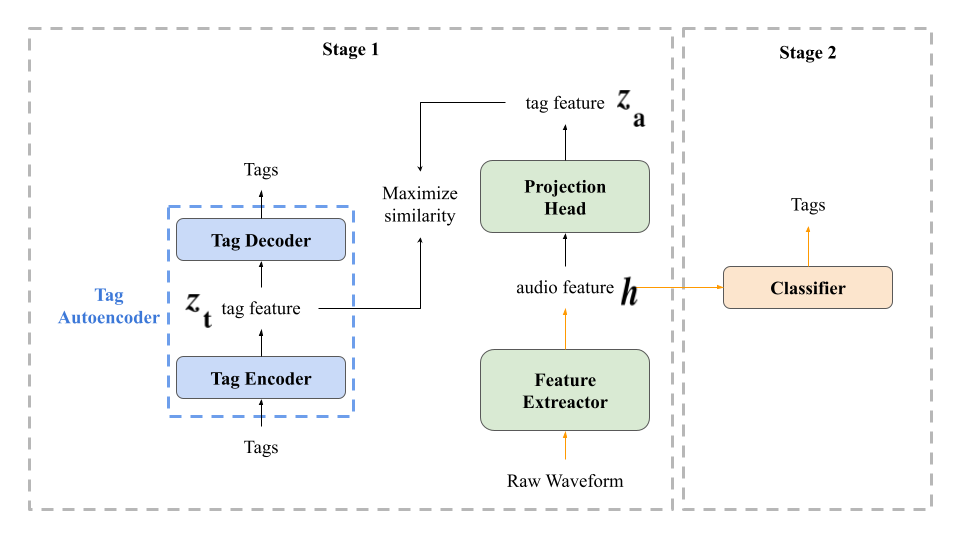 Stage 1
Stage 2
tag feature z_a
Tags
Maximize
similarity
Projection
Head
Tag Decoder
Tags
Tag
Autoencoder
z_t tag feature
audio feature h
Classifier
Tag Encoder
Feature
Extreactor
Tags
Raw Waveform